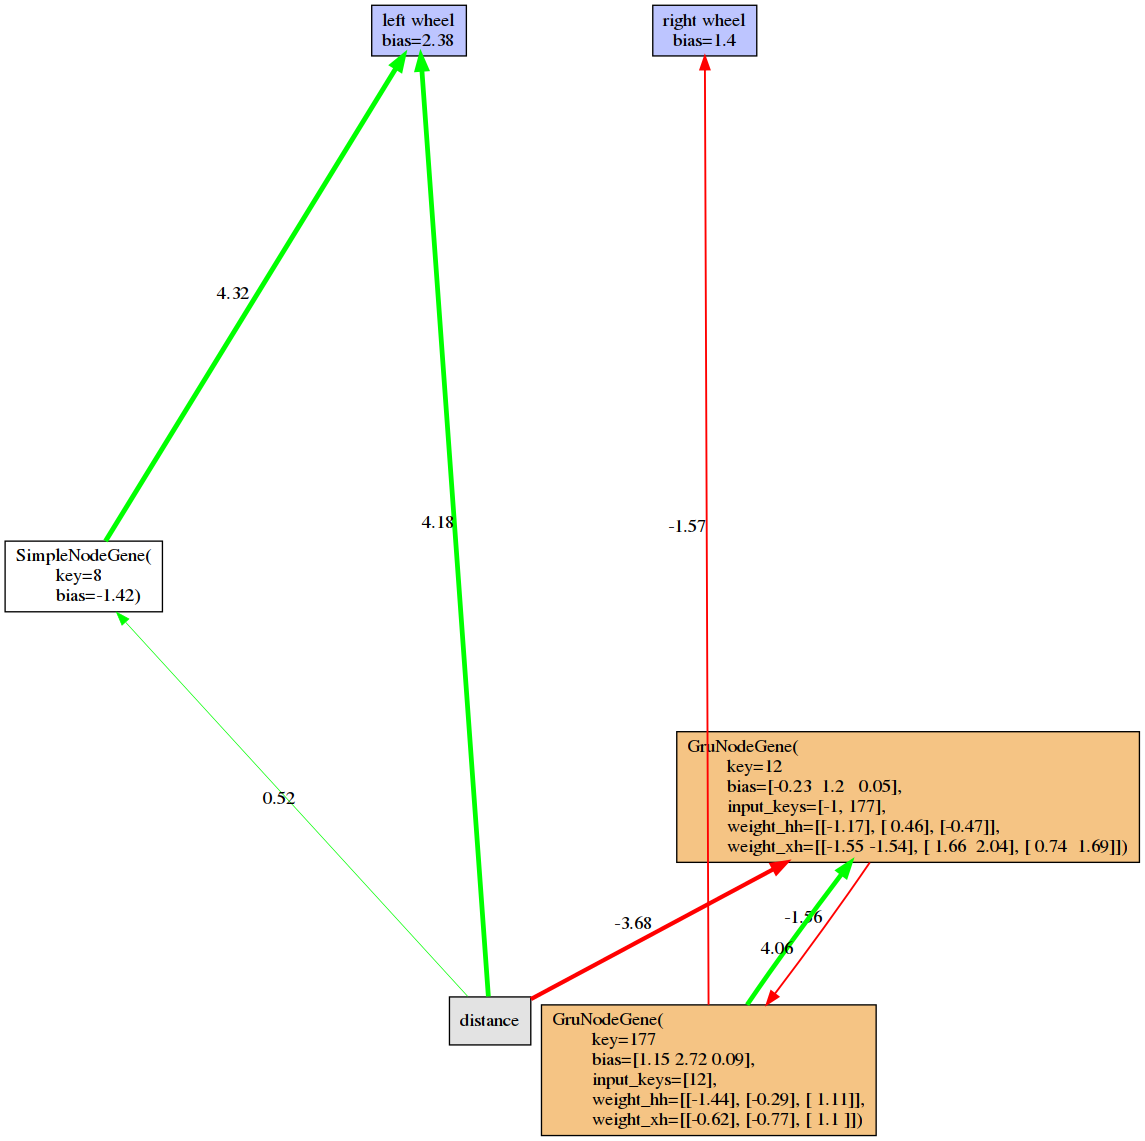 left wheel
bias=2.38
right wheel
bias=1.4
4.32
4.18
-1.57
SimpleNodeGene(
key=8
bias=-1.42)
GruNodeGene(
key=12
bias=[-0.23  1.2   0.05],
input_keys=[-1, 177],
weight_hh=[[-1.17], [ 0.46], [-0.47]],
weight_xh=[[-1.55 -1.54], [ 1.66  2.04], [ 0.74  1.69]])
0.52
-3.68
-1.56
4.06
distance
GruNodeGene(
key=177
bias=[1.15 2.72 0.09],
input_keys=[12],
weight_hh=[[-1.44], [-0.29], [ 1.11]],
weight_xh=[[-0.62], [-0.77], [ 1.1 ]])